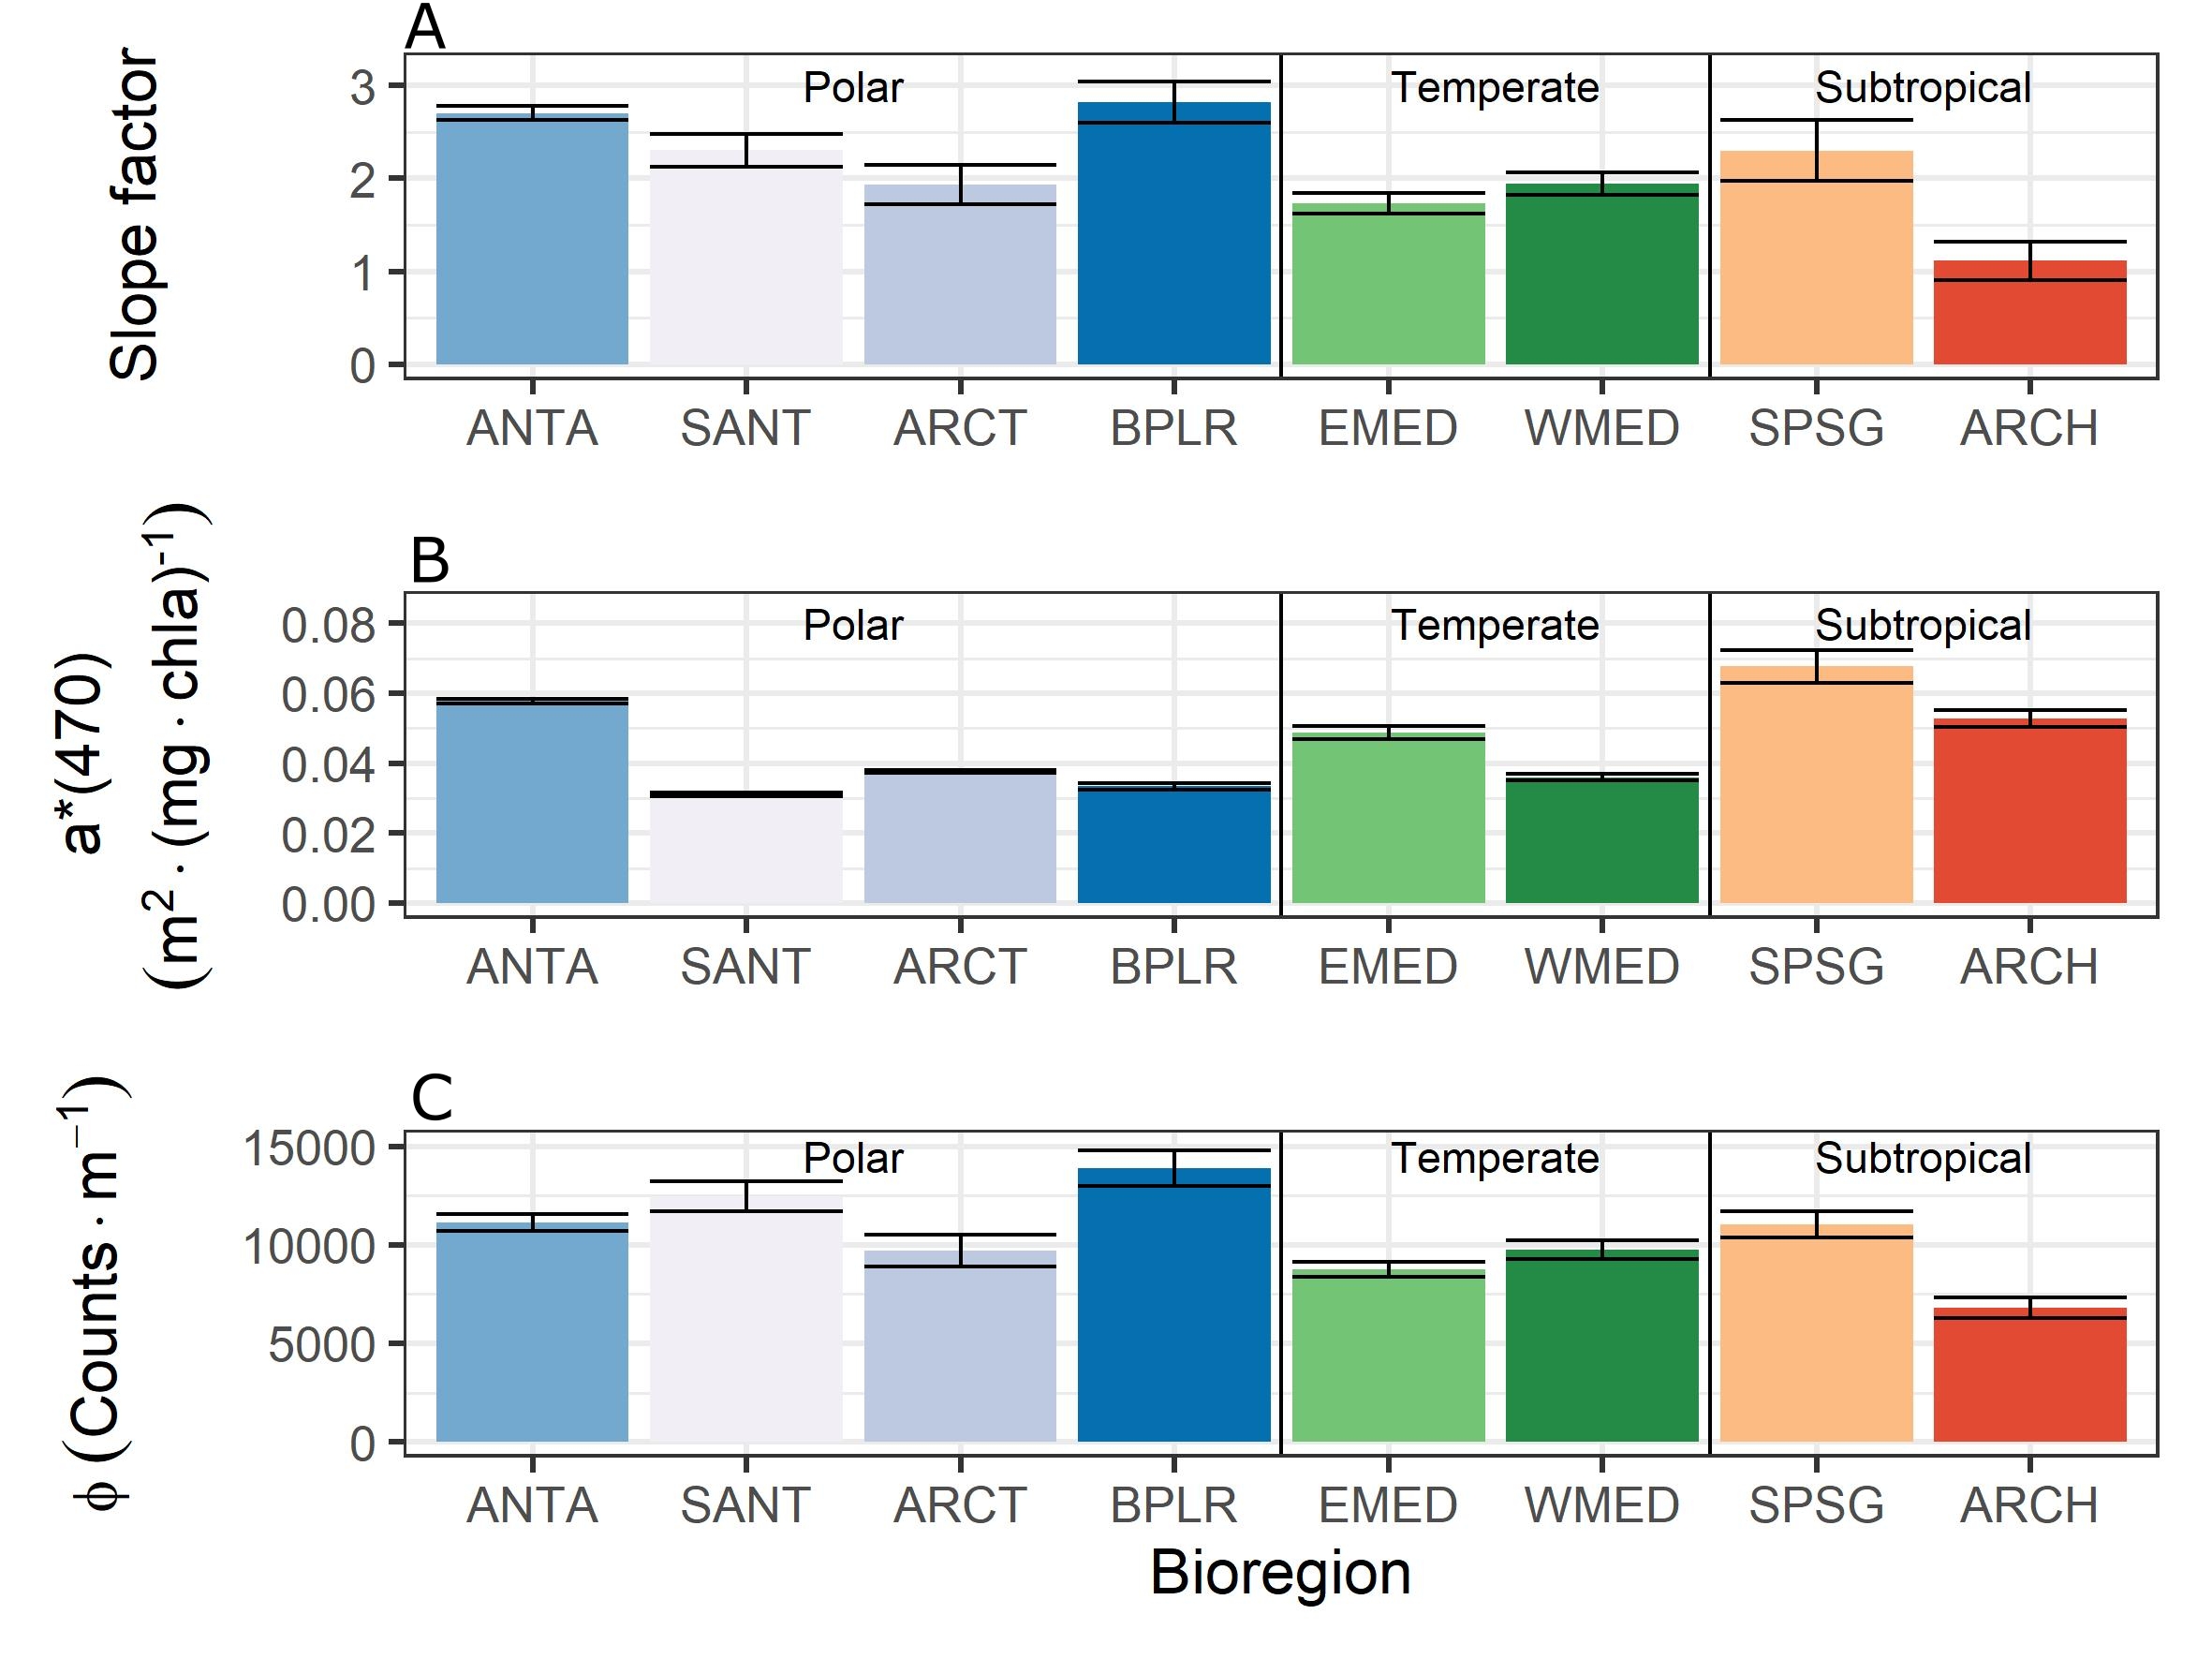 A
Slope factor
3
2
1
0
Polar
Temperate
Subtropical
ANTA SANT ARCT BPLR EMED WMED SPSG ARCH
B
a*(470)
(m² · (mg · chla)⁻¹)
0.08
0.06
0.04
0.02
0.00
Polar
Temperate
Subtropical
ANTA SANT ARCT BPLR EMED WMED SPSG ARCH
C
ϕ (Counts · m⁻¹)
15000
10000
5000
0
Polar
Temperate
Subtropical
ANTA SANT ARCT BPLR EMED WMED SPSG ARCH
Bioregion